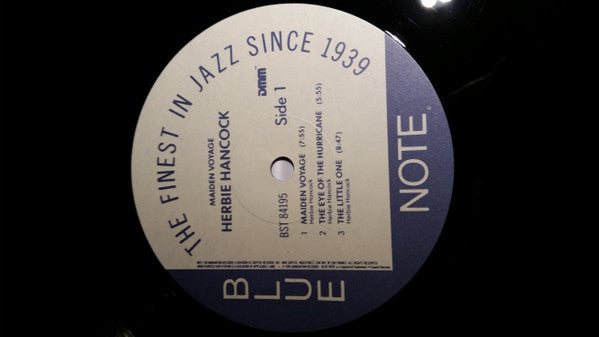 THE FINEST IN JAZZ SINCE 1939
MAIDEN VOYAGE
HERBIE HANCOCK
DMM
BST 84195
Side 1
1 MAIDEN VOYAGE (7:55)
Herbie Hancock
2 THE EYE OF THE HURRICANE (5:55)
Herbie Hancock
3 THE LITTLE ONE (8:47)
Herbie Hancock
BLUE
NOTE